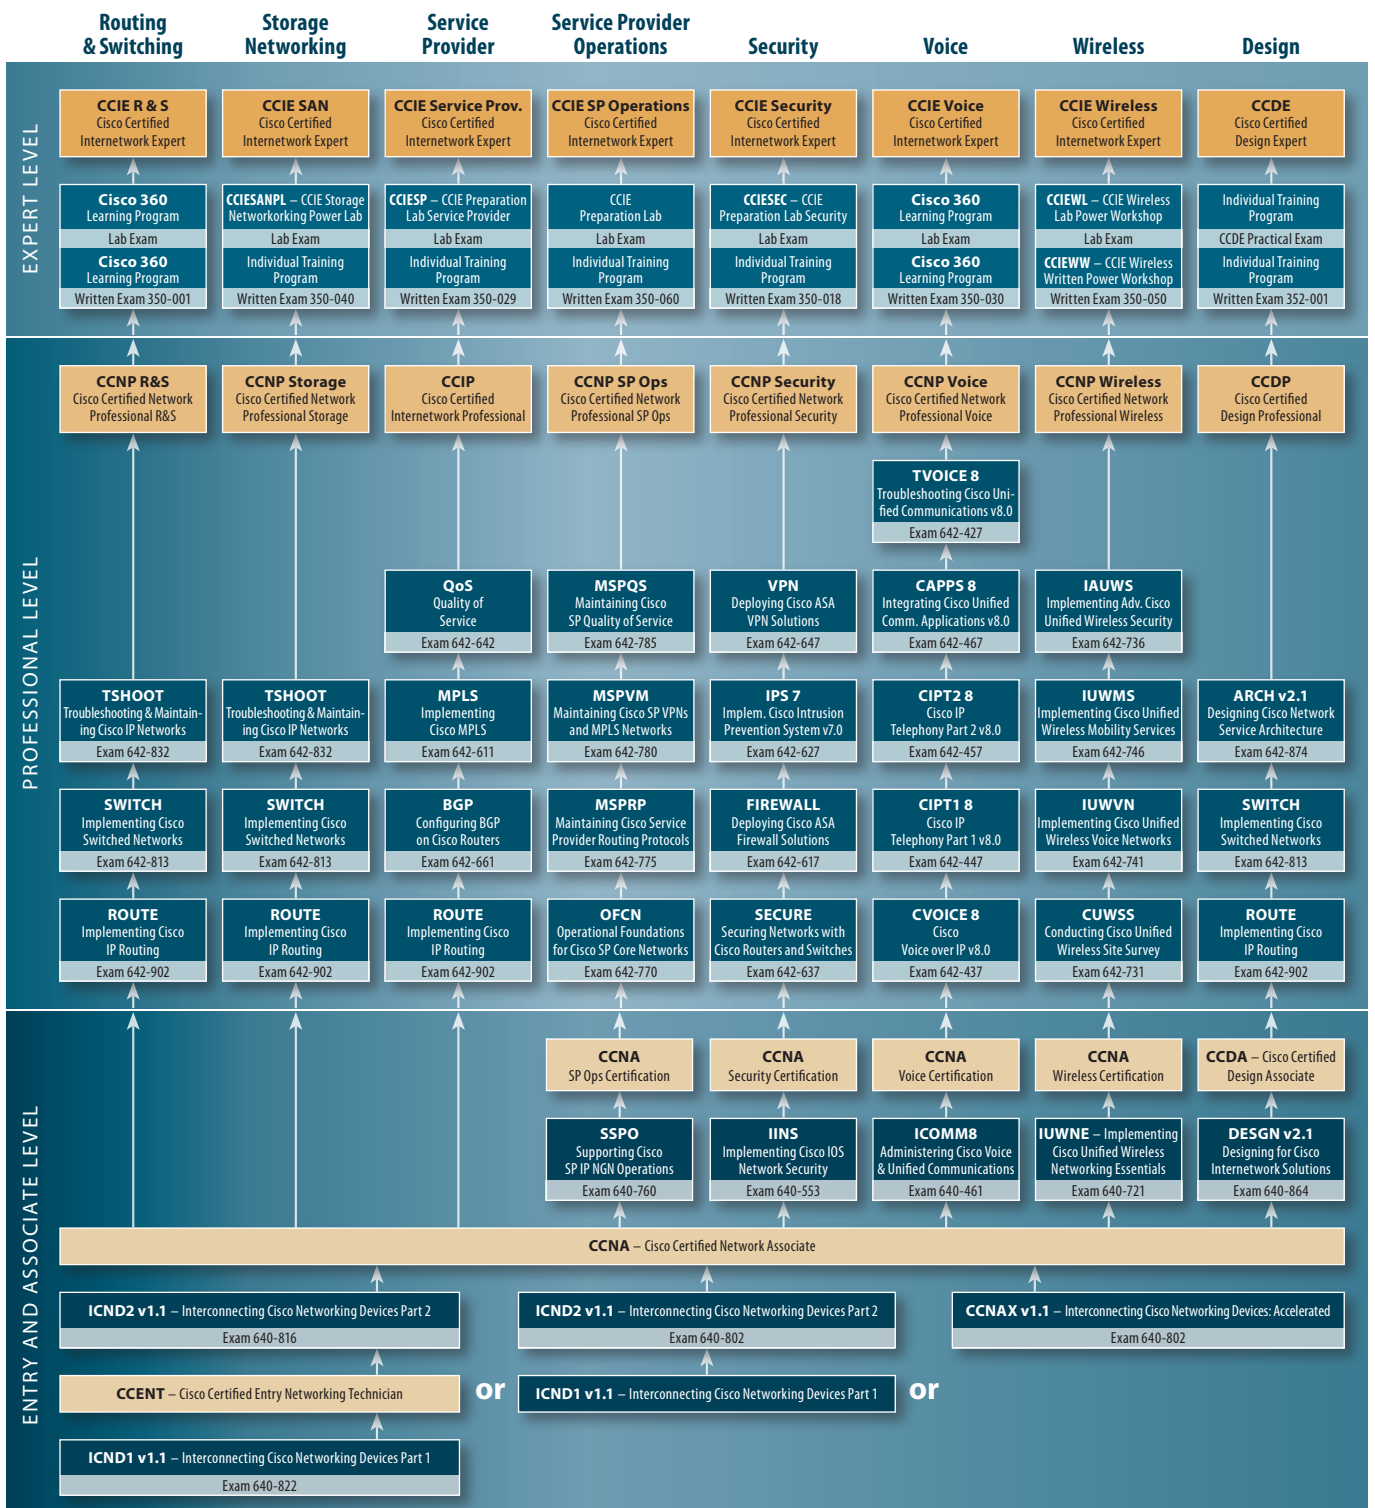 Routing
& Switching
Storage
Networking
Service
Provider
Service Provider
Operations
Security
Voice
Wireless
Design
EXPERT LEVEL
CCIE R & S
Cisco Certified
Internetwork Expert
CCIE SAN
Cisco Certified
Internetwork Expert
CCIE Service Prov.
Cisco Certified
Internetwork Expert
CCIE SP Operations
Cisco Certified
Internetwork Expert
CCIE Security
Cisco Certified
Internetwork Expert
CCIE Voice
Cisco Certified
Internetwork Expert
CCIE Wireless
Cisco Certified
Internetwork Expert
CCDE
Cisco Certified
Design Expert
Cisco 360
Learning Program
Lab Exam
Cisco 360
Learning Program
Written Exam 350-001
CCIESANPL – CCIE Storage
Networkorking Power Lab
Lab Exam
Individual Training
Program
Written Exam 350-040
CCIESP – CCIE Preparation
Lab Service Provider
Lab Exam
Individual Training
Program
Written Exam 350-029
CCIE
Preparation Lab
Lab Exam
Individual Training
Program
Written Exam 350-060
CCIESEC – CCIE
Preparation Lab Security
Lab Exam
Individual Training
Program
Written Exam 350-018
Cisco 360
Learning Program
Lab Exam
Cisco 360
Learning Program
Written Exam 350-030
CCIEWL – CCIE Wireless
Lab Power Workshop
Lab Exam
CCIEWW – CCIE Wireless
Written Power Workshop
Written Exam 350-050
Individual Training
Program
CCDE Practical Exam
Individual Training
Program
Written Exam 352-001
PROFESSIONAL LEVEL
CCNP R&S
Cisco Certified Network
Professional R&S
CCNP Storage
Cisco Certified Network
Professional Storage
CCIP
Cisco Certified
Internetwork Professional
CCNP SP Ops
Cisco Certified Network
Professional SP Ops
CCNP Security
Cisco Certified Network
Professional Security
CCNP Voice
Cisco Certified Network
Professional Voice
CCNP Wireless
Cisco Certified Network
Professional Wireless
CCDP
Cisco Certified
Design Professional
TVOICE 8
Troubleshooting Cisco Uni-
fied Communications v8.0
Exam 642-427
QoS
Quality of
Service
Exam 642-642
MSPQS
Maintaining Cisco
SP Quality of Service
Exam 642-785
VPN
Deploying Cisco ASA
VPN Solutions
Exam 642-647
CAPPS 8
Integrating Cisco Unified
Comm. Applications v8.0
Exam 642-467
IAUWS
Implementing Adv. Cisco
Unified Wireless Security
Exam 642-736
TSHOOT
Troubleshooting & Maintain-
ing Cisco IP Networks
Exam 642-832
TSHOOT
Troubleshooting & Maintain-
ing Cisco IP Networks
Exam 642-832
MPLS
Implementing
Cisco MPLS
Exam 642-611
MSPVM
Maintaining Cisco SP VPNs
and MPLS Networks
Exam 642-780
IPS 7
Implem. Cisco Intrusion
Prevention System v7.0
Exam 642-627
CIPT2 8
Cisco IP
Telephony Part 2 v8.0
Exam 642-457
IUWMS
Implementing Cisco Unified
Wireless Mobility Services
Exam 642-746
ARCH v2.1
Designing Cisco Network
Service Architecture
Exam 642-874
SWITCH
Implementing Cisco
Switched Networks
Exam 642-813
SWITCH
Implementing Cisco
Switched Networks
Exam 642-813
BGP
Configuring BGP
on Cisco Routers
Exam 642-661
MSPRP
Maintaining Cisco Service
Provider Routing Protocols
Exam 642-775
FIREWALL
Deploying Cisco ASA
Firewall Solutions
Exam 642-617
CIPT1 8
Cisco IP
Telephony Part 1 v8.0
Exam 642-447
IUWVN
Implementing Cisco Unified
Wireless Voice Networks
Exam 642-741
SWITCH
Implementing Cisco
Switched Networks
Exam 642-813
ROUTE
Implementing Cisco
IP Routing
Exam 642-902
ROUTE
Implementing Cisco
IP Routing
Exam 642-902
ROUTE
Implementing Cisco
IP Routing
Exam 642-902
OFCN
Operational Foundations
for Cisco SP Core Networks
Exam 642-770
SECURE
Securing Networks with
Cisco Routers and Switches
Exam 642-637
CVOICE 8
Cisco
Voice over IP v8.0
Exam 642-437
CUWSS
Conducting Cisco Unified
Wireless Site Survey
Exam 642-731
ROUTE
Implementing Cisco
IP Routing
Exam 642-902
ENTRY AND ASSOCIATE LEVEL
CCNA
SP Ops Certification
CCNA
Security Certification
CCNA
Voice Certification
CCNA
Wireless Certification
CCDA – Cisco Certified
Design Associate
SSPO
Supporting Cisco
SP IP NGN Operations
Exam 640-760
IINS
Implementing Cisco IOS
Network Security
Exam 640-553
ICOMM8
Administering Cisco Voice
& Unified Communications
Exam 640-461
IUWNE – Implementing
Cisco Unified Wireless
Networking Essentials
Exam 640-721
DESGN v2.1
Designing for Cisco
Internetwork Solutions
Exam 640-864
CCNA – Cisco Certified Network Associate
ICND2 v1.1 – Interconnecting Cisco Networking Devices Part 2
Exam 640-816
ICND2 v1.1 – Interconnecting Cisco Networking Devices Part 2
Exam 640-802
CCNAX v1.1 – Interconnecting Cisco Networking Devices: Accelerated
Exam 640-802
CCENT – Cisco Certified Entry Networking Technician
or
ICND1 v1.1 – Interconnecting Cisco Networking Devices Part 1
or
ICND1 v1.1 – Interconnecting Cisco Networking Devices Part 1
Exam 640-822